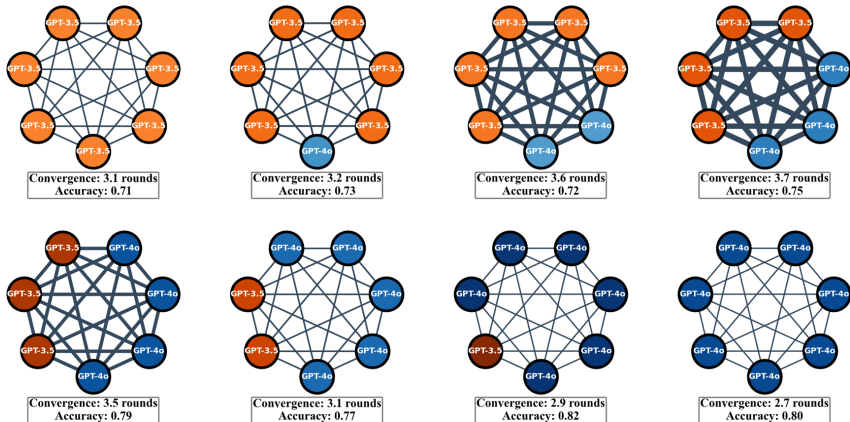 GPT-3.5 GPT-3.5
GPT-3.5 GPT-3.5
GPT-3.5 GPT-3.5
GPT-3.5
Convergence: 3.1 rounds
Accuracy: 0.71
GPT-3.5 GPT-3.5
GPT-3.5 GPT-3.5
GPT-3.5 GPT-3.5
GPT-4o
Convergence: 3.2 rounds
Accuracy: 0.73
GPT-3.5 GPT-3.5
GPT-3.5 GPT-3.5
GPT-3.5 GPT-4o
GPT-4o
Convergence: 3.6 rounds
Accuracy: 0.72
GPT-3.5 GPT-3.5
GPT-3.5 GPT-4o
GPT-3.5 GPT-4o
GPT-4o
Convergence: 3.7 rounds
Accuracy: 0.75
GPT-3.5 GPT-4o
GPT-3.5 GPT-4o
GPT-3.5 GPT-4o
GPT-4o
Convergence: 3.5 rounds
Accuracy: 0.79
GPT-4o GPT-4o
GPT-3.5 GPT-4o
GPT-3.5 GPT-4o
GPT-4o
Convergence: 3.1 rounds
Accuracy: 0.77
GPT-4o GPT-4o
GPT-4o GPT-4o
GPT-3.5 GPT-4o
GPT-4o
Convergence: 2.9 rounds
Accuracy: 0.82
GPT-4o GPT-4o
GPT-4o GPT-4o
GPT-4o GPT-4o
GPT-4o
Convergence: 2.7 rounds
Accuracy: 0.80